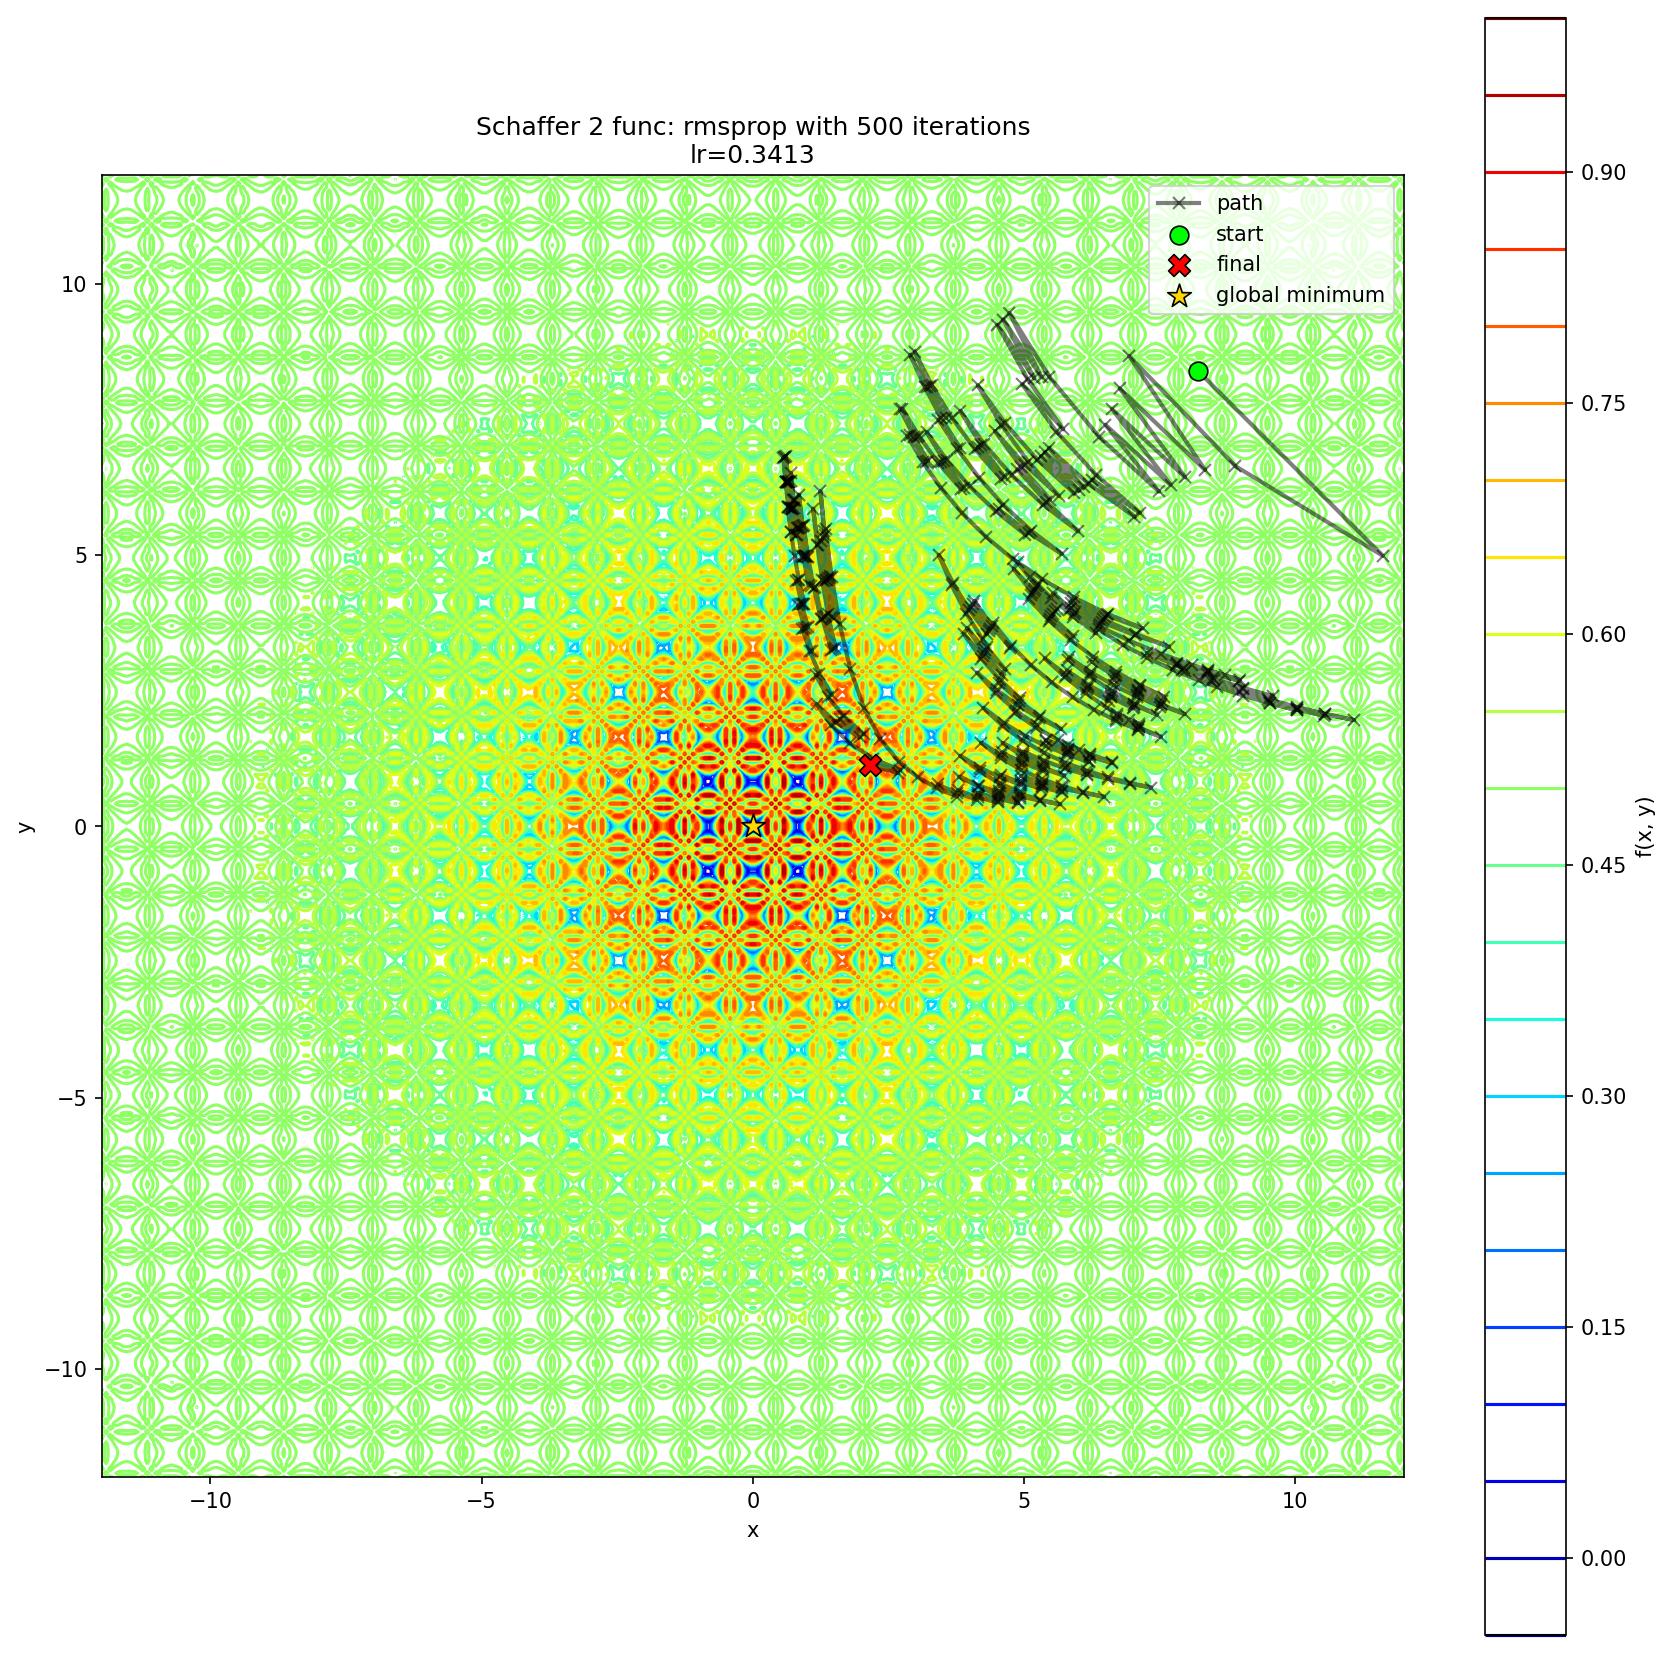 Schaffer 2 func: rmsprop with 500 iterations
lr=0.3413
path
start
final
global minimum
10
5
0
−5
−10
y
−10
−5
0
5
10
x
0.90
0.75
0.60
0.45
0.30
0.15
0.00
f(x, y)